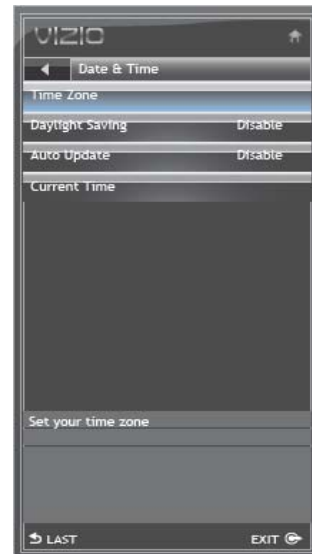 VIZIO
Date & Time
Time Zone
Daylight Saving Disable
Auto Update Disable
Current Time
Set your time zone
LAST EXIT